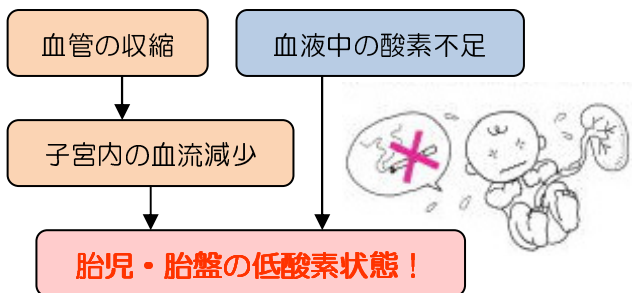 血管の収縮
血液中の酸素不足
子宮内の血流減少
胎児・胎盤の低酸素状態！